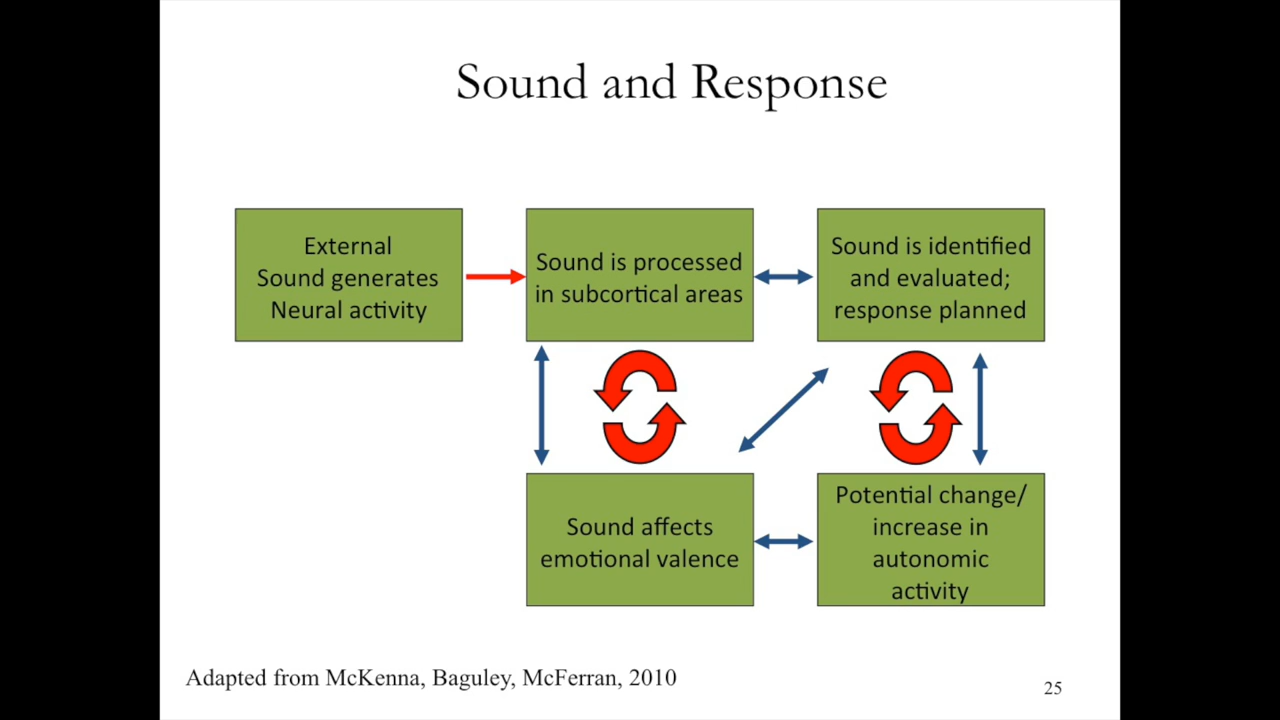 Sound and Response
External
Sound generates
Neural activity
Sound is processed
in subcortical areas
Sound is identified
and evaluated;
response planned
Sound affects
emotional valence
Potential change/
increase in
autonomic
activity
Adapted from McKenna, Baguley, McFerran, 2010
25